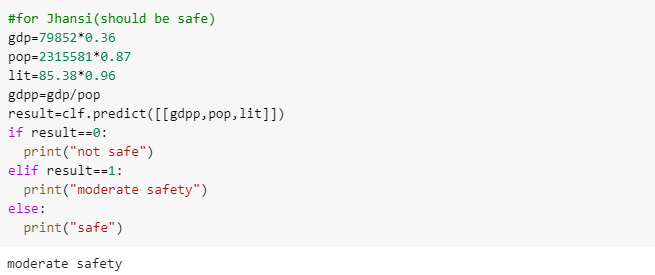 #for Jhansi(should be safe)
gdp=79852*0.36
pop=2315581*0.87
lit=85.38*0.96
gdpp=gdp/pop
result=clf.predict([[gdpp,pop,lit]])
if result==0:
  print("not safe")
elif result==1:
  print("moderate safety")
else:
  print("safe")
moderate safety